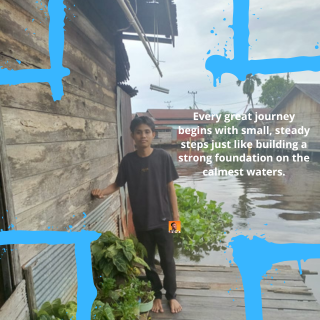 Every great journey
begins with small, steady
steps just like building a
strong foundation on the
calmest waters.